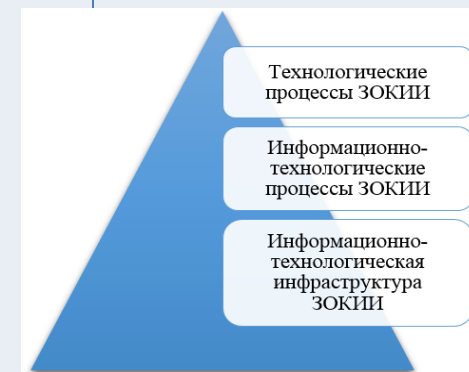 Технологические
процессы ЗОКИИ
Информационно-
технологические
процессы ЗОКИИ
Информационно-
технологическая
инфраструктура
ЗОКИИ